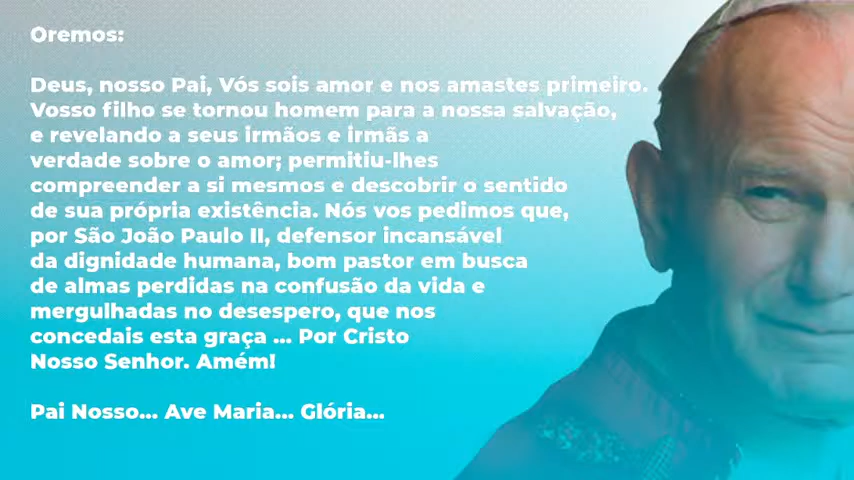 Oremos:
Deus, nosso Pai, Vós sois amor e nos amastes primeiro.
Vosso filho se tornou homem para a nossa salvação,
e revelando a seus irmãos e irmãs a
verdade sobre o amor; permitiu-lhes
compreender a si mesmos e descobrir o sentido
de sua própria existência. Nós vos pedimos que,
por São João Paulo II, defensor incansável
da dignidade humana, bom pastor em busca
de almas perdidas na confusão da vida e
mergulhadas no desespero, que nos
concedais esta graça ... Por Cristo
Nosso Senhor. Amém!
Pai Nosso... Ave Maria... Glória...